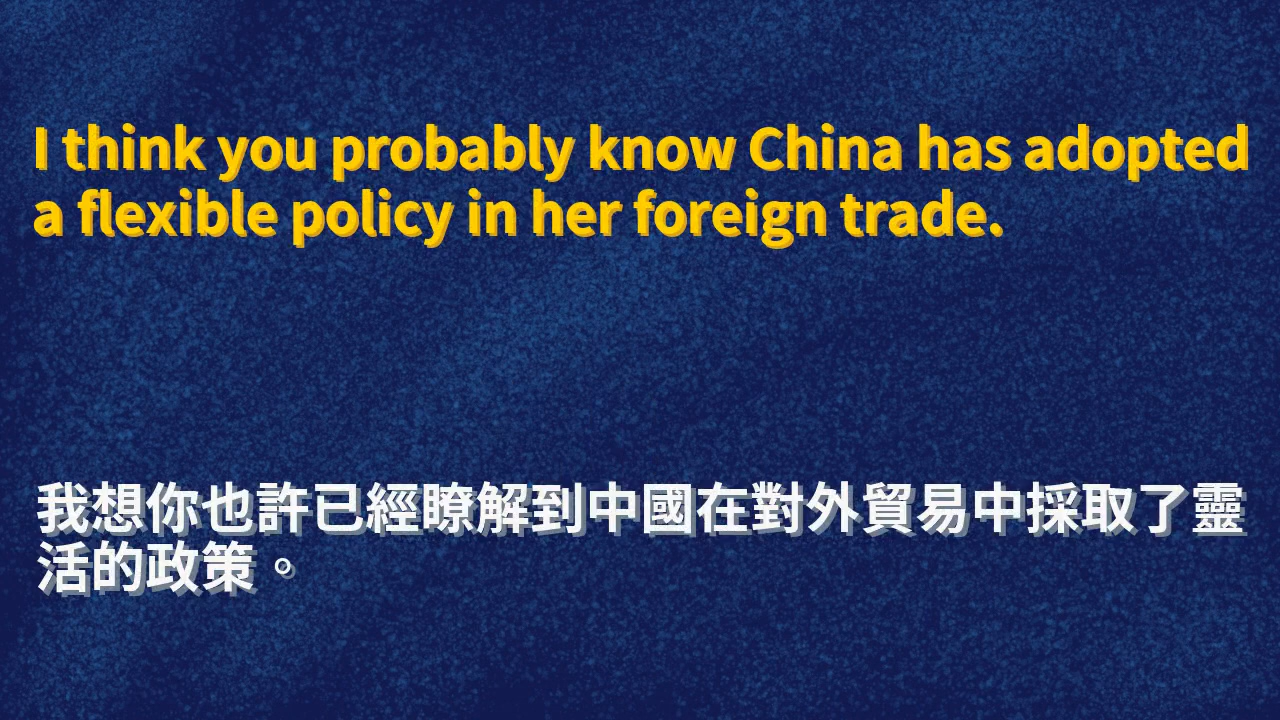 I think you probably know China has adopted
a flexible policy in her foreign trade.
我想你也許已經瞭解到中國在對外貿易中採取了靈
活的政策。